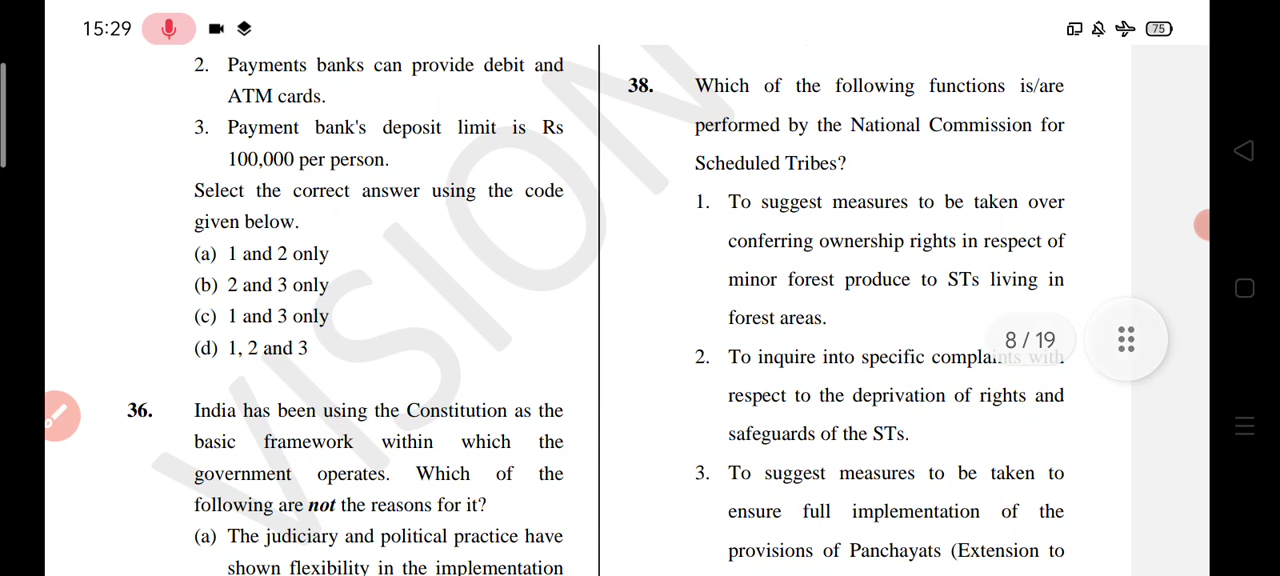 15:29
75
2. Payments banks can provide debit and
ATM cards.
3. Payment bank's deposit limit is Rs
100,000 per person.
Select the correct answer using the code
given below.
(a) 1 and 2 only
(b) 2 and 3 only
(c) 1 and 3 only
(d) 1, 2 and 3
36. India has been using the Constitution as the
basic framework within which the
government operates. Which of the
following are not the reasons for it?
(a) The judiciary and political practice have
shown flexibility in the implementation
38. Which of the following functions is/are
performed by the National Commission for
Scheduled Tribes?
1. To suggest measures to be taken over
conferring ownership rights in respect of
minor forest produce to STs living in
forest areas.
8 / 19
2. To inquire into specific complaints with
respect to the deprivation of rights and
safeguards of the STs.
3. To suggest measures to be taken to
ensure full implementation of the
provisions of Panchayats (Extension to
VISION